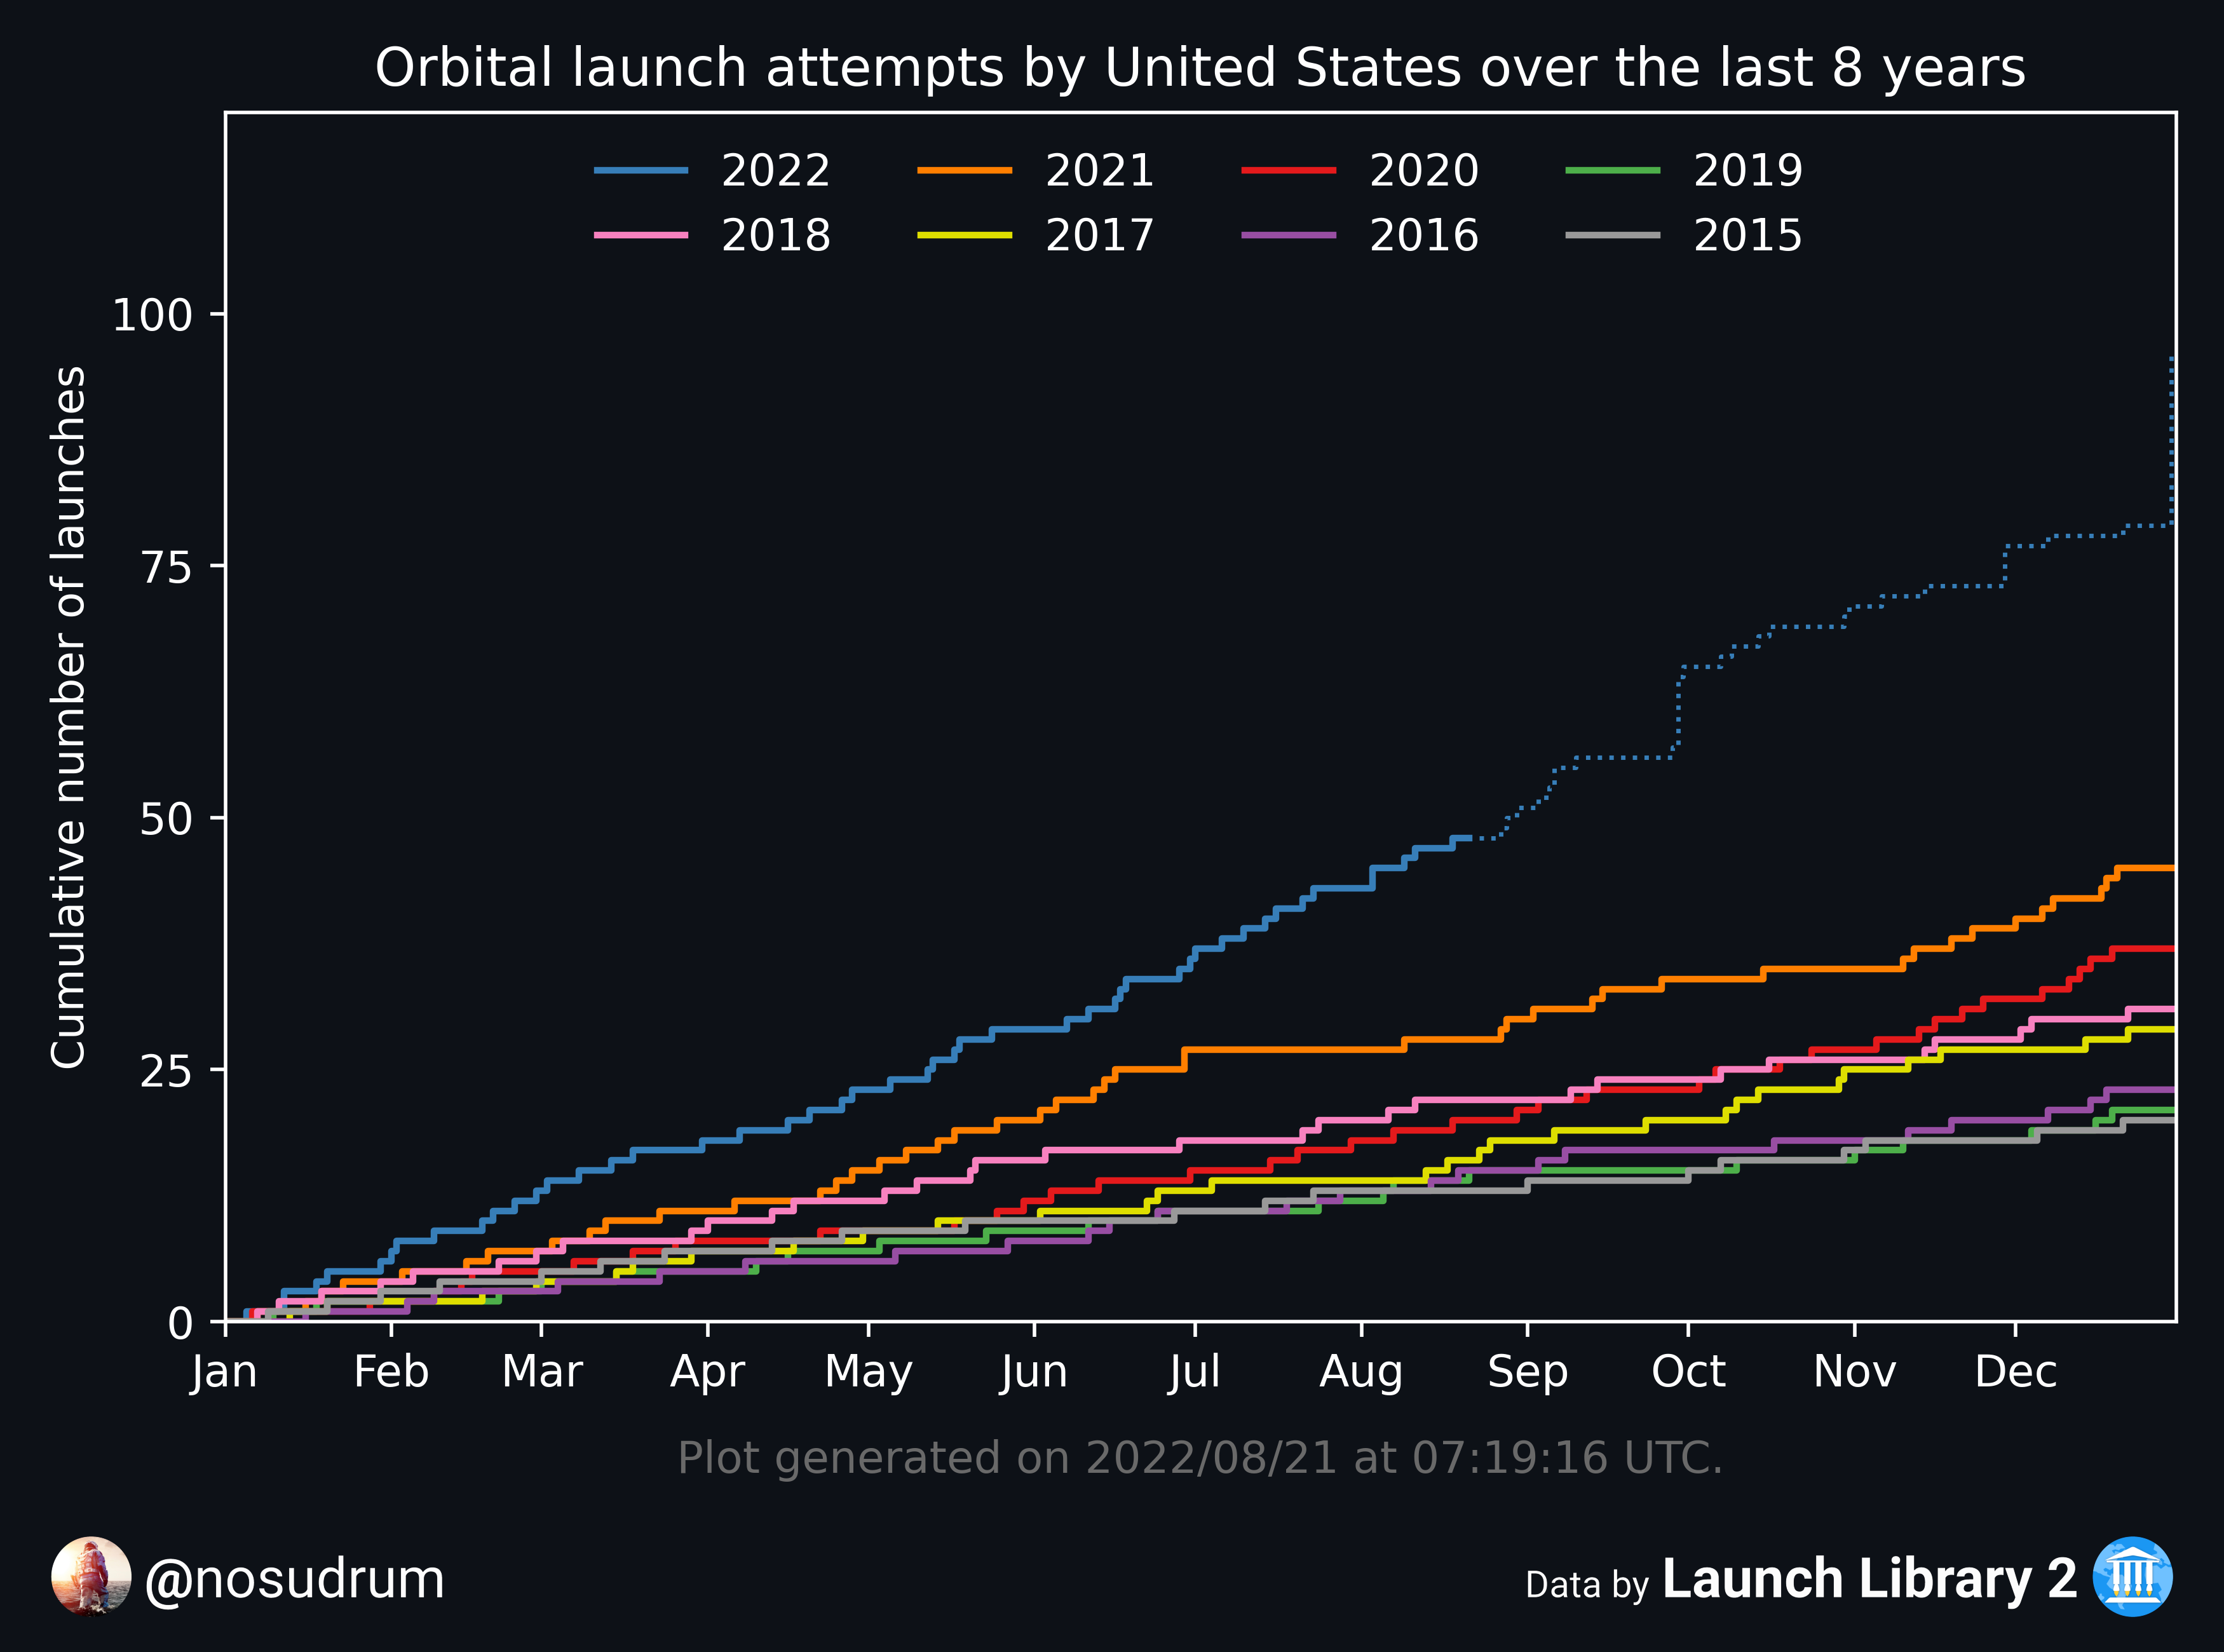 Orbital launch attempts by United States over the last 8 years
2022 2021 2020 2019
2018 2017 2016 2015
Cumulative number of launches
100
75
50
25
0
Jan Feb Mar Apr May Jun Jul Aug Sep Oct Nov Dec
Plot generated on 2022/08/21 at 07:19:16 UTC.
@nosudrum
Data by Launch Library 2